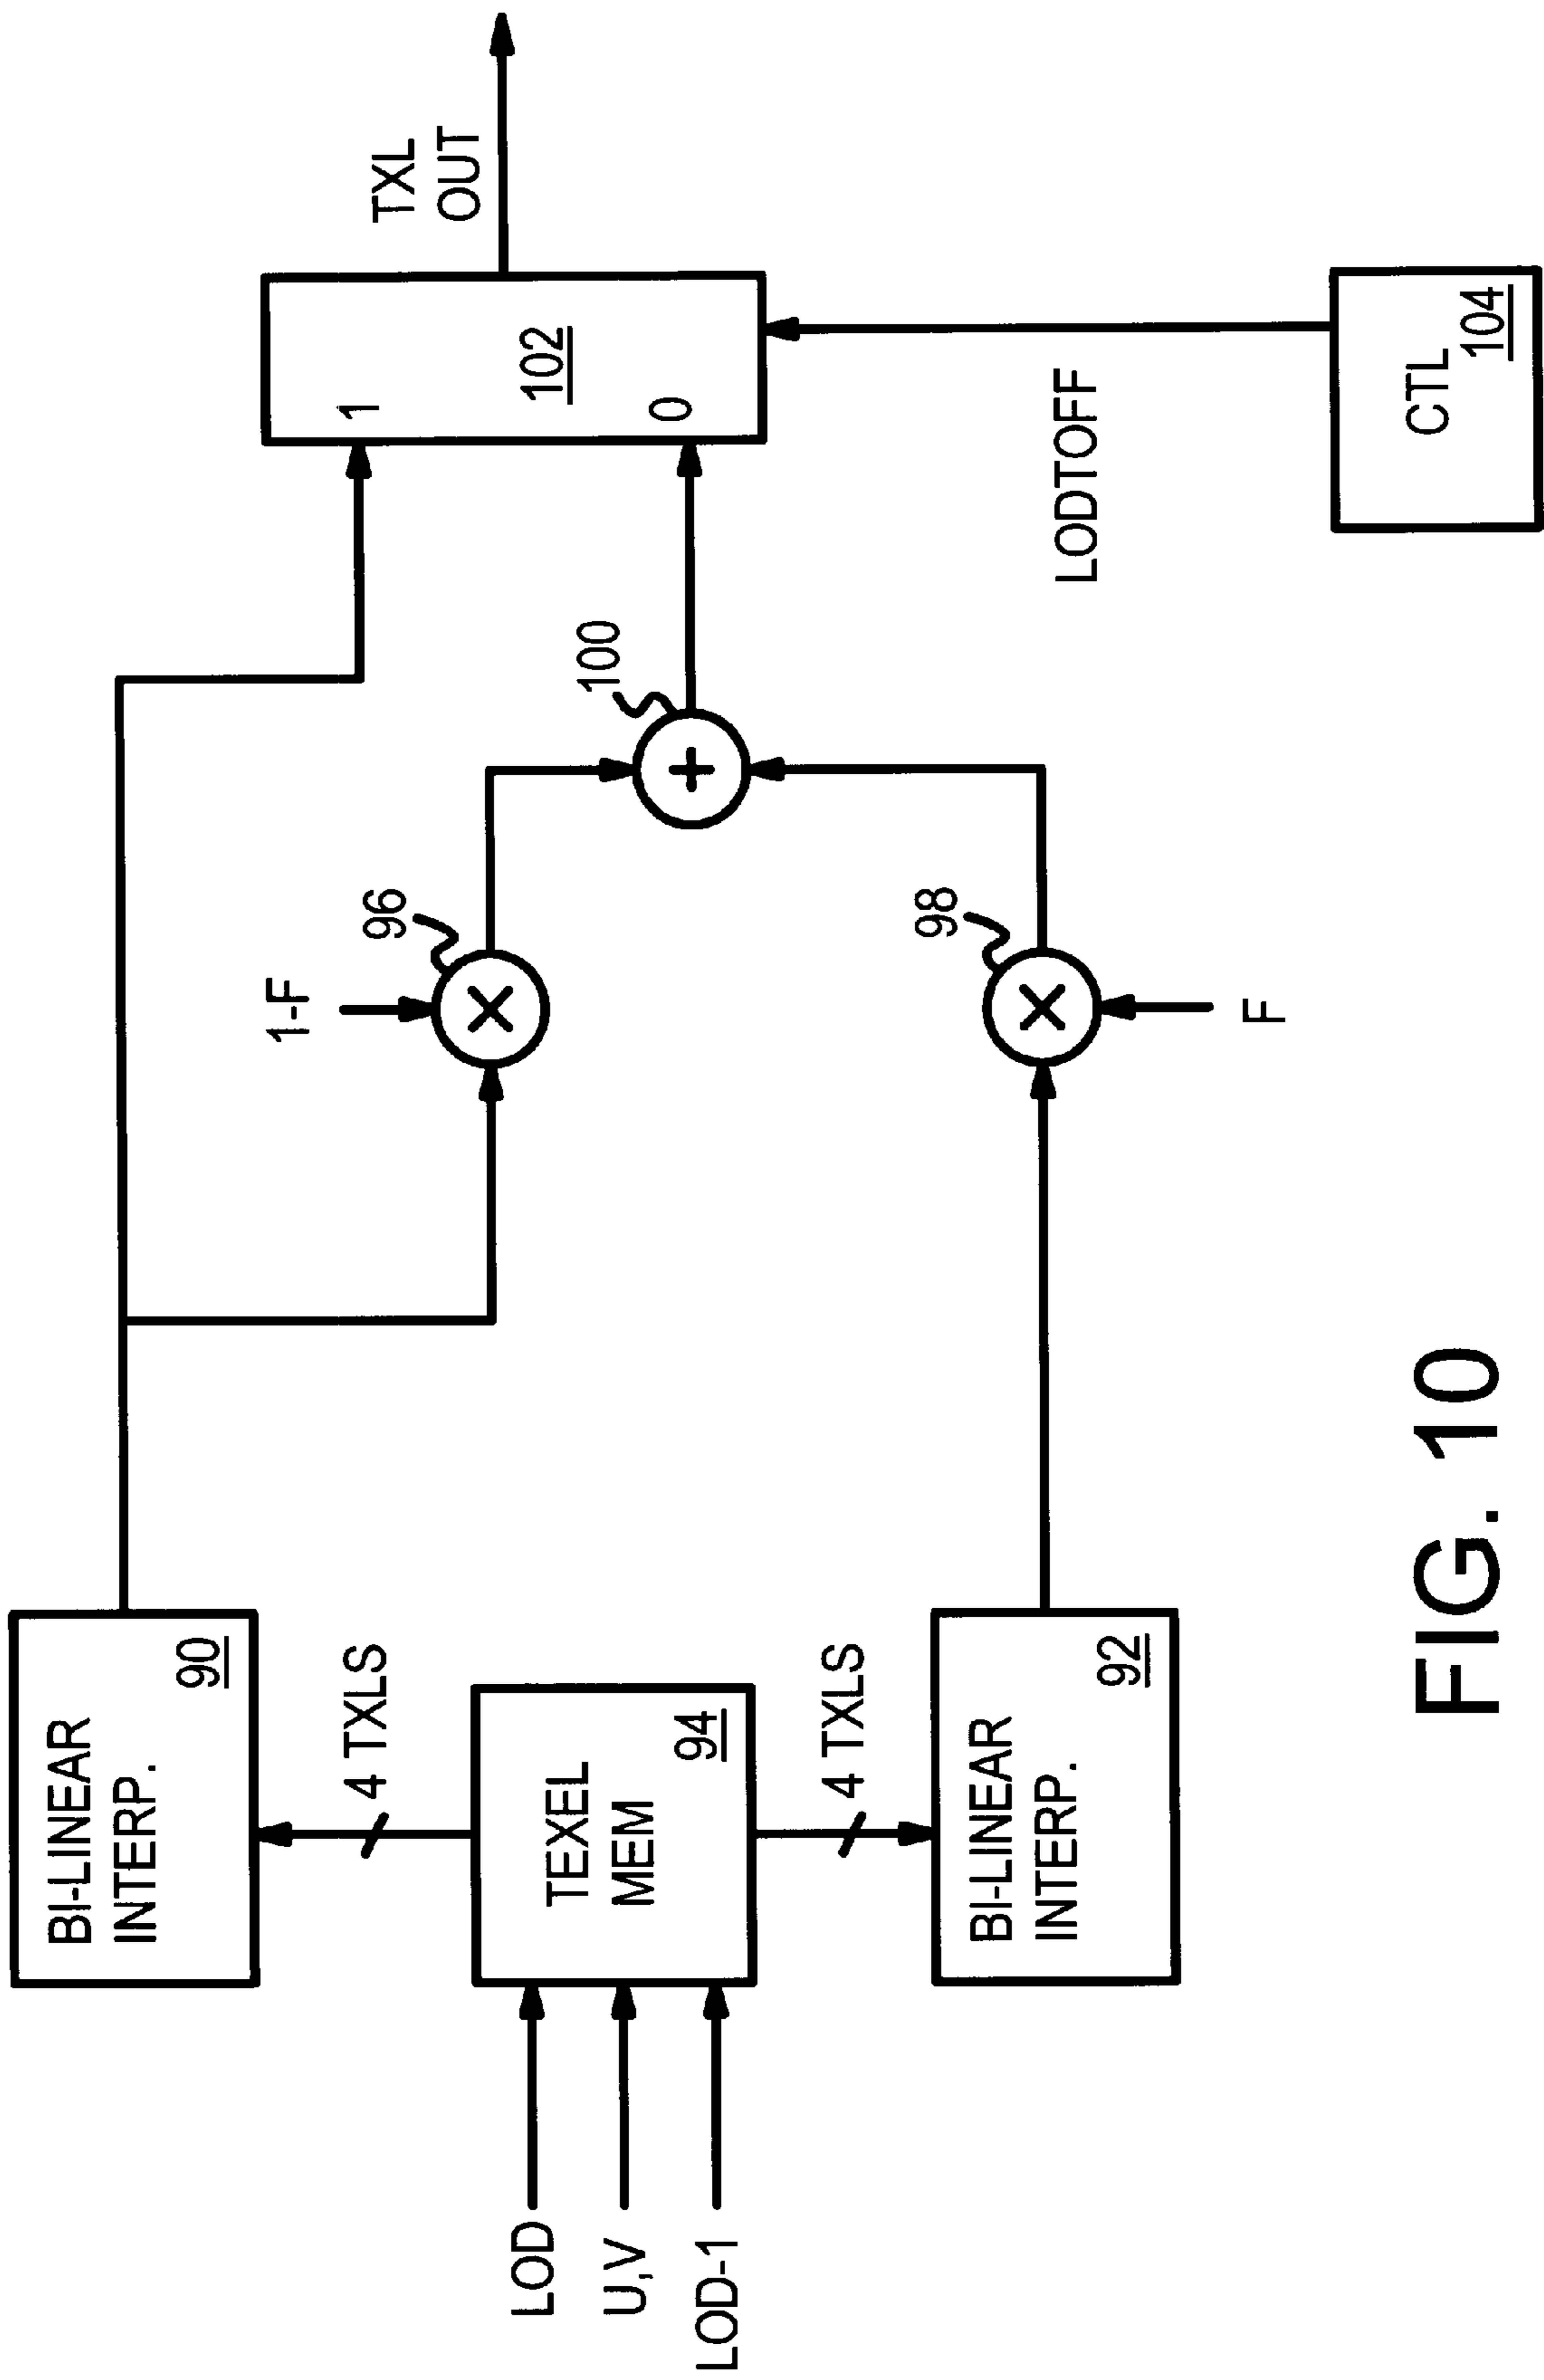 BI-LINEAR
INTERP.
90
4 TXLS
LOD
U,V
LOD-1
TEXEL
MEM
94
4 TXLS
BI-LINEAR
INTERP.
92
1-F
96
98
F
100
1
102
0
TXL
OUT
LODTOFF
CTL
104
FIG. 10